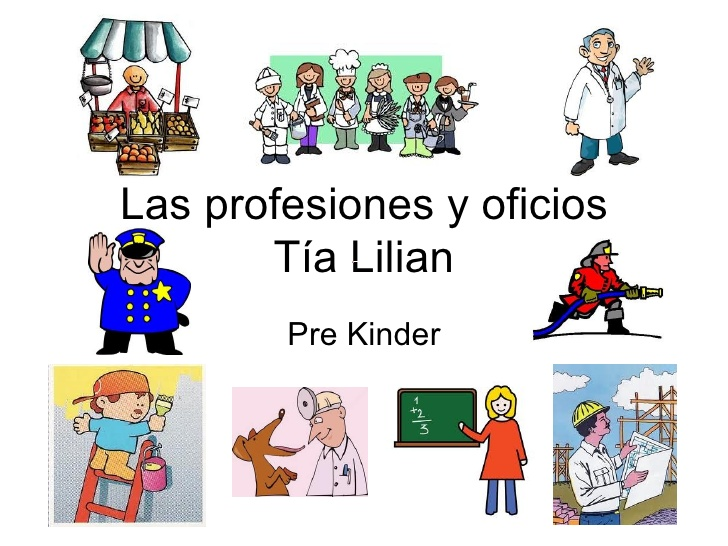 Las profesiones y oficios
Tía Lilian
Pre Kinder
1
+2
3